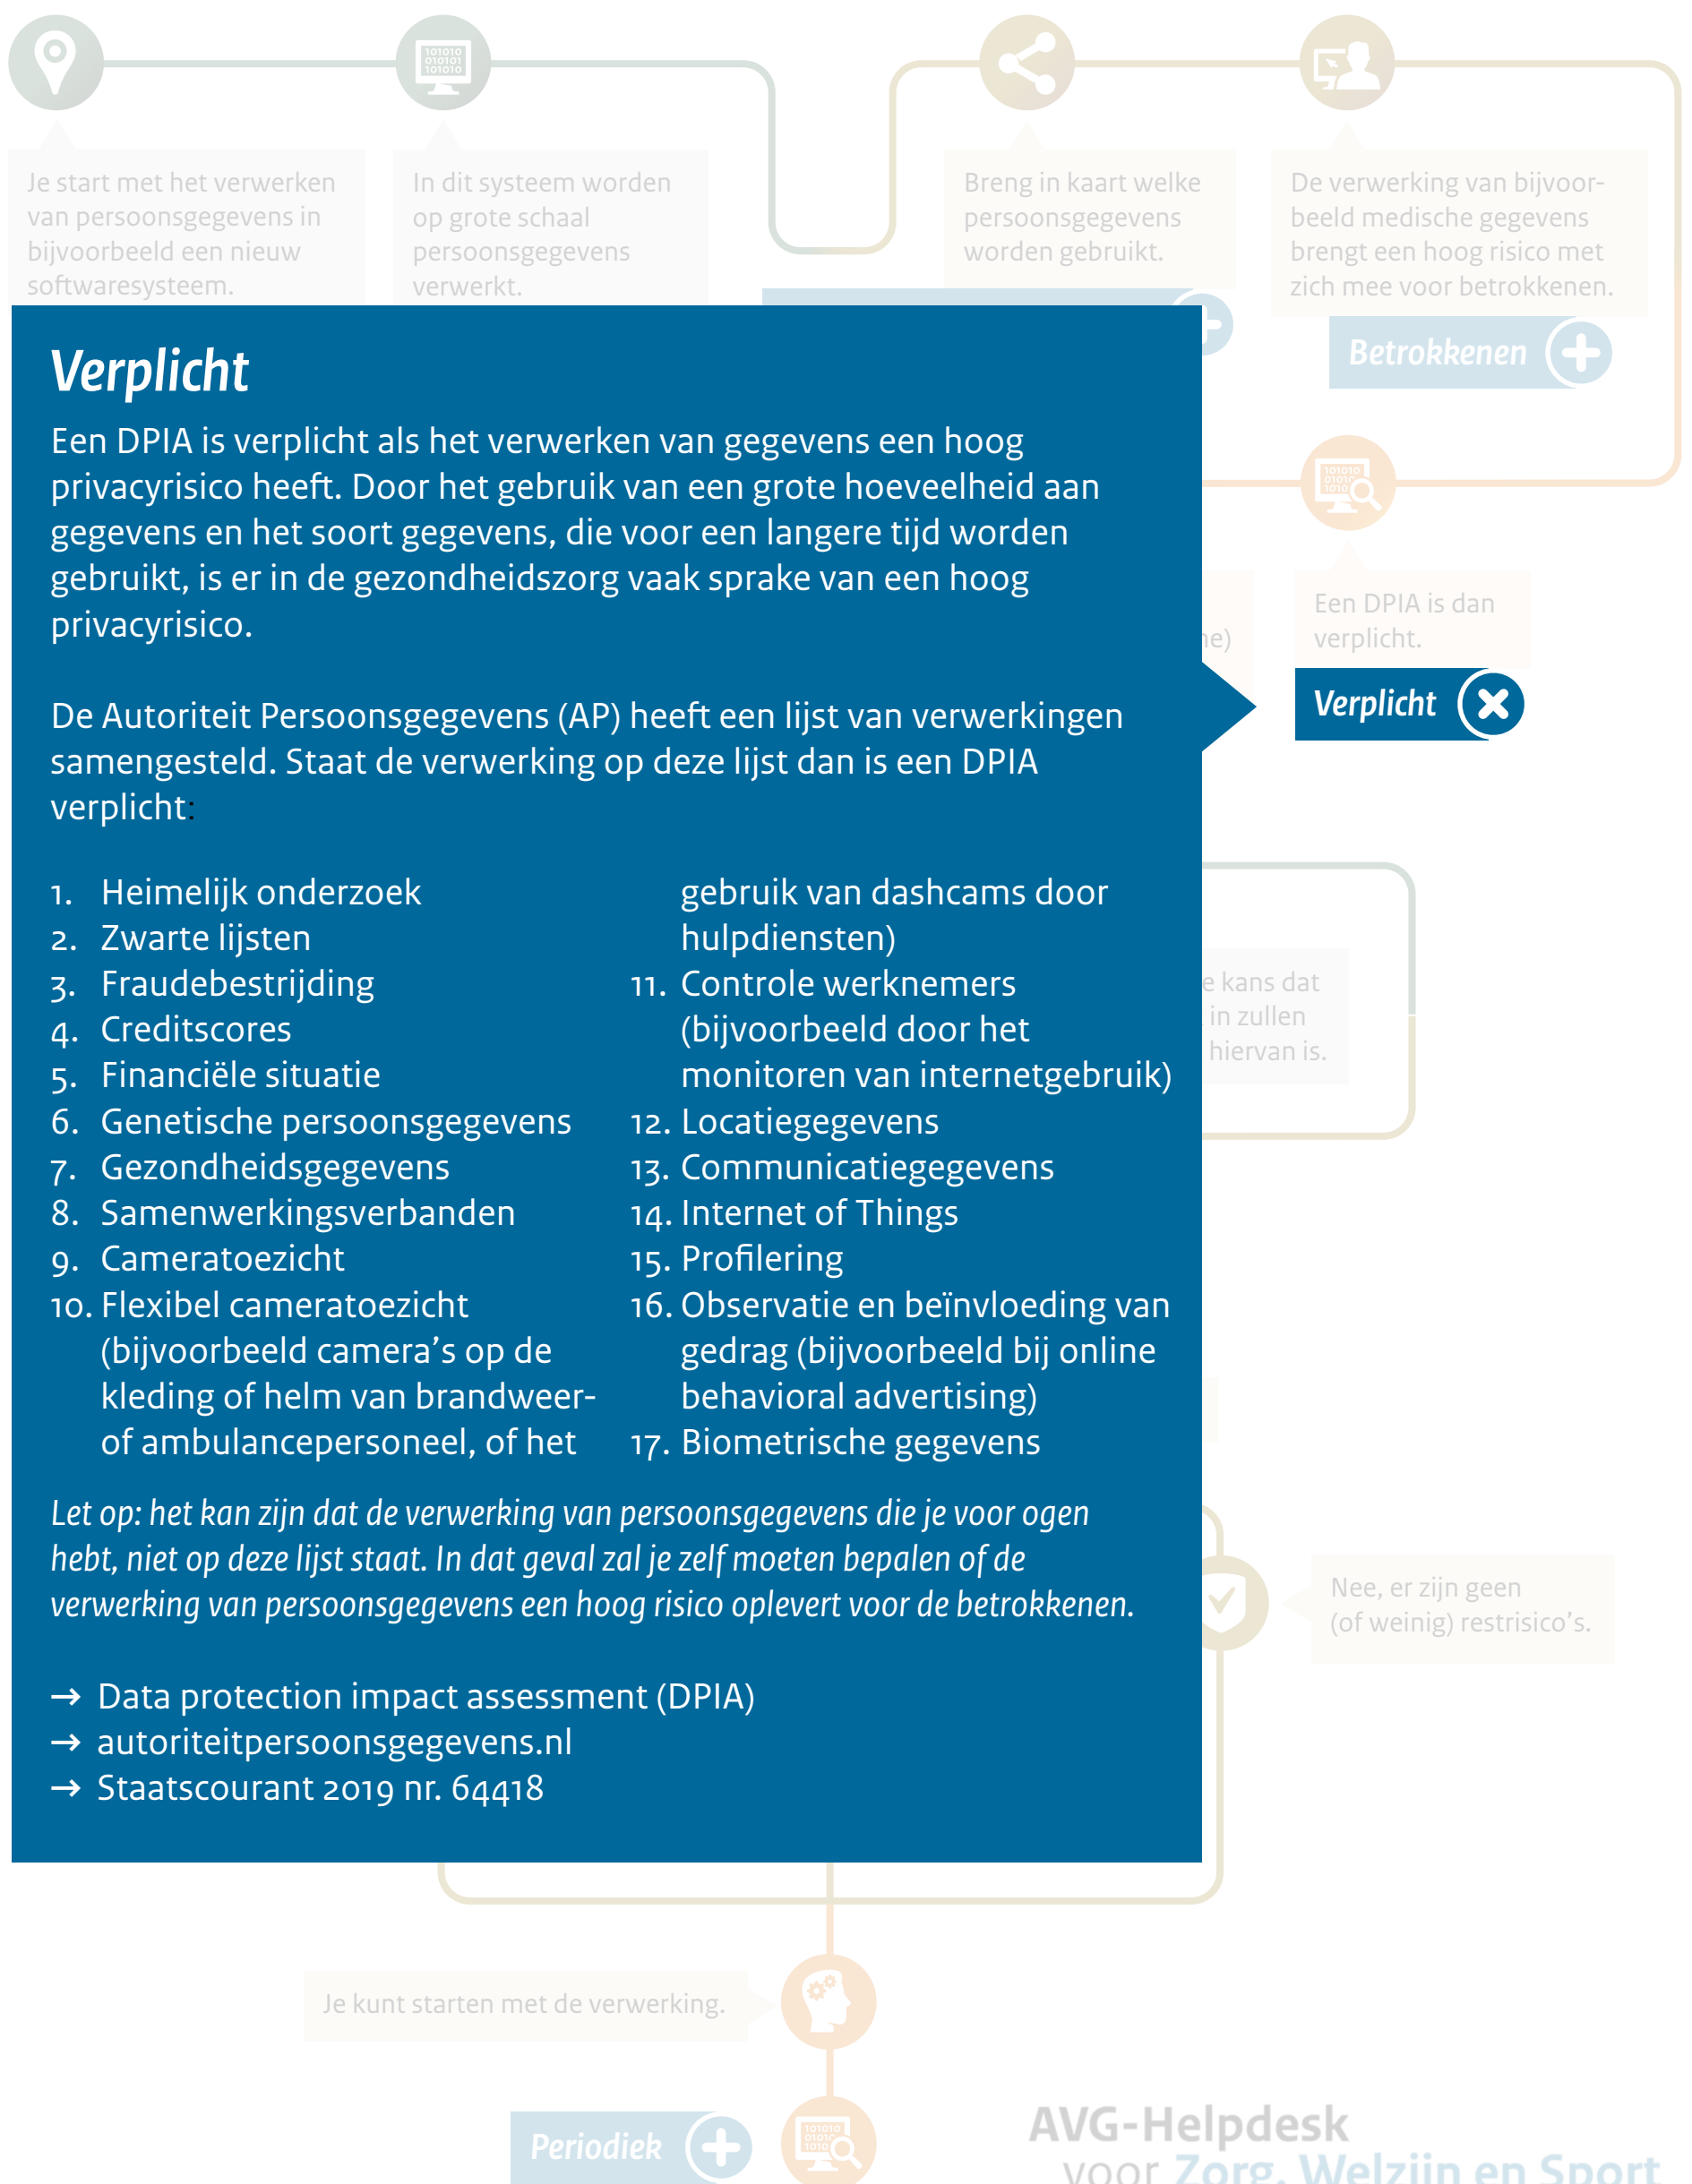 Je start met het verwerken
van persoonsgegevens in
bijvoorbeeld een nieuw
softwaresysteem.
In dit systeem worden
op grote schaal
persoonsgegevens
verwerkt.
Breng in kaart welke
persoonsgegevens
worden gebruikt.
De verwerking van bijvoor-
beeld medische gegevens
brengt een hoog risico met
zich mee voor betrokkenen.
Betrokkenen
Verplicht
Een DPIA is verplicht als het verwerken van gegevens een hoog
privacyrisico heeft. Door het gebruik van een grote hoeveelheid aan
gegevens en het soort gegevens, die voor een langere tijd worden
gebruikt, is er in de gezondheidszorg vaak sprake van een hoog
privacyrisico.
De Autoriteit Persoonsgegevens (AP) heeft een lijst van verwerkingen
samengesteld. Staat de verwerking op deze lijst dan is een DPIA
verplicht:
1. Heimelijk onderzoek
2. Zwarte lijsten
3. Fraudebestrijding
4. Creditscores
5. Financiële situatie
6. Genetische persoonsgegevens
7. Gezondheidsgegevens
8. Samenwerkingsverbanden
9. Cameratoezicht
10. Flexibel cameratoezicht
(bijvoorbeeld camera's op de
kleding of helm van brandweer-
of ambulancepersoneel, of het
gebruik van dashcams door
hulpdiensten)
11. Controle werknemers
(bijvoorbeeld door het
monitoren van internetgebruik)
12. Locatiegegevens
13. Communicatiegegevens
14. Internet of Things
15. Profilering
16. Observatie en beïnvloeding van
gedrag (bijvoorbeeld bij online
behavioral advertising)
17. Biometrische gegevens
Let op: het kan zijn dat de verwerking van persoonsgegevens die je voor ogen
hebt, niet op deze lijst staat. In dat geval zal je zelf moeten bepalen of de
verwerking van persoonsgegevens een hoog risico oplevert voor de betrokkenen.
→ Data protection impact assessment (DPIA)
→ autoriteitpersoonsgegevens.nl
→ Staatscourant 2019 nr. 64418
Een DPIA is dan
verplicht.
Verplicht
kans dat
in zullen
hiervan is.
Nee, er zijn geen
(of weinig) restrisico's.
Je kunt starten met de verwerking.
Periodiek
AVG-Helpdesk
voor Zorg, Welzijn en Sport